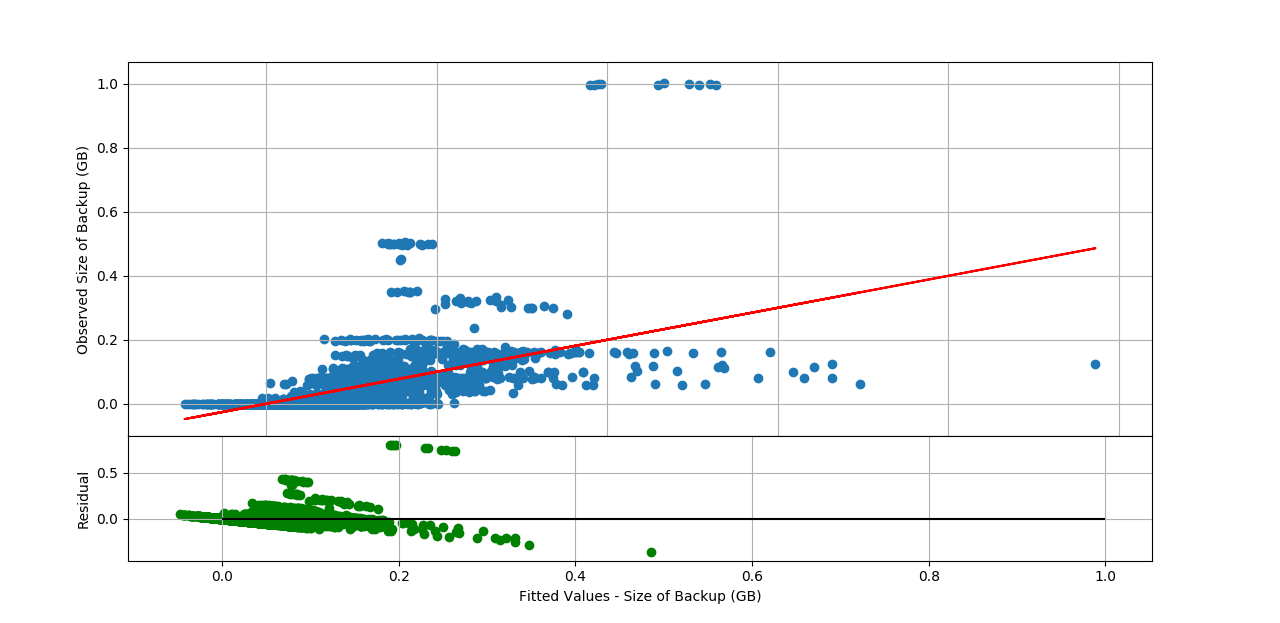 1.0
0.8
0.6
0.4
0.2
0.0
Observed Size of Backup (GB)
0.5
0.0
Residual
0.0 0.2 0.4 0.6 0.8 1.0
Fitted Values - Size of Backup (GB)